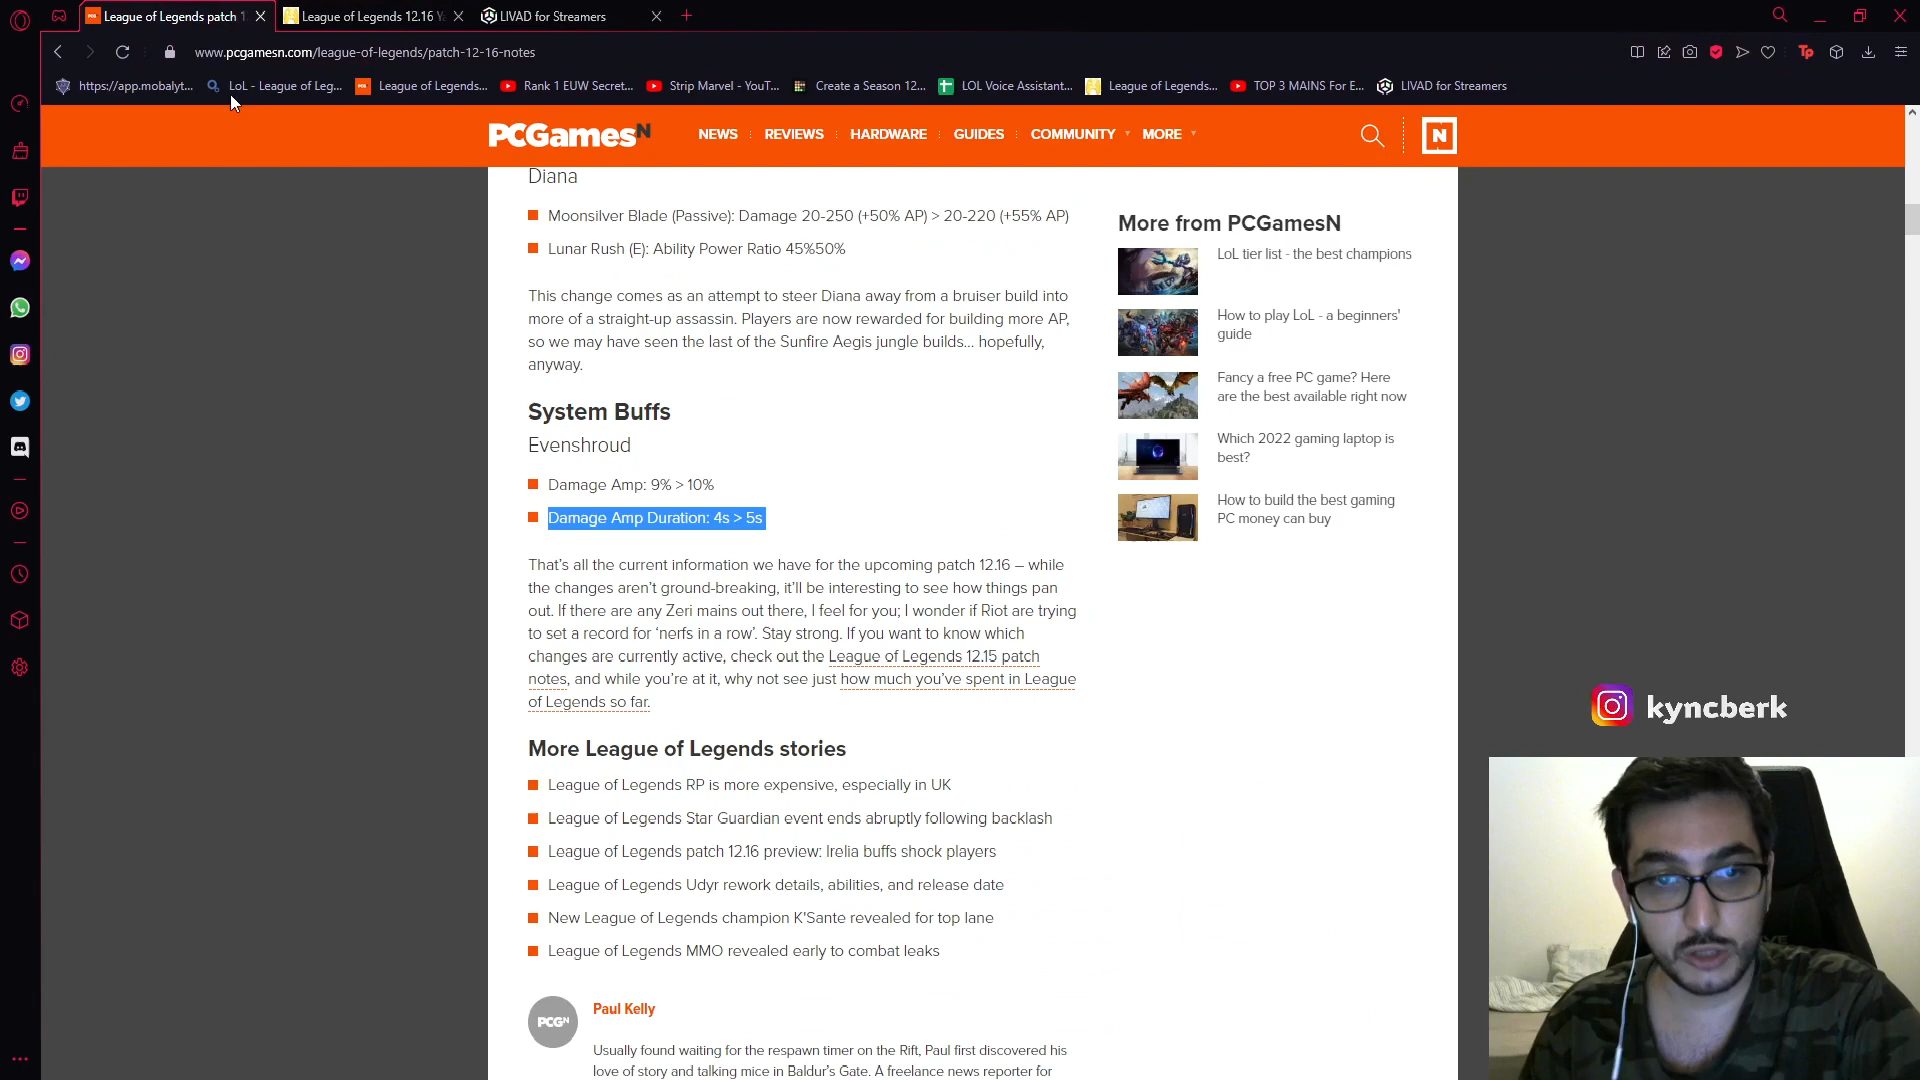 League of Legends patch 1
League of Legends 12.16 Ya
LIVAD for Streamers
www.pcgamesn.com/league-of-legends/patch-12-16-notes
https://app.mobalyt...
LoL - League of Leg...
League of Legends...
Rank 1 EUW Secret...
Strip Marvel - YouT...
Create a Season 12...
LOL Voice Assistant...
League of Legends...
TOP 3 MAINS For E...
LIVAD for Streamers
PCGamesN
NEWS
REVIEWS
HARDWARE
GUIDES
COMMUNITY
MORE
N
Diana
Moonsilver Blade (Passive): Damage 20-250 (+50% AP) > 20-220 (+55% AP)
Lunar Rush (E): Ability Power Ratio 45%50%
This change comes as an attempt to steer Diana away from a bruiser build into
more of a straight-up assassin. Players are now rewarded for building more AP,
so we may have seen the last of the Sunfire Aegis jungle builds… hopefully,
anyway.
System Buffs
Evenshroud
Damage Amp: 9% > 10%
Damage Amp Duration: 4s > 5s
That’s all the current information we have for the upcoming patch 12.16 – while
the changes aren’t ground-breaking, it’ll be interesting to see how things pan
out. If there are any Zeri mains out there, I feel for you; I wonder if Riot are trying
to set a record for ‘nerfs in a row’. Stay strong. If you want to know which
changes are currently active, check out the League of Legends 12.15 patch
notes, and while you’re at it, why not see just how much you’ve spent in League
of Legends so far.
More League of Legends stories
League of Legends RP is more expensive, especially in UK
League of Legends Star Guardian event ends abruptly following backlash
League of Legends patch 12.16 preview: Irelia buffs shock players
League of Legends Udyr rework details, abilities, and release date
New League of Legends champion K'Sante revealed for top lane
League of Legends MMO revealed early to combat leaks
PCGN
Paul Kelly
Usually found waiting for the respawn timer on the Rift, Paul first discovered his
love of story and talking mice in Baldur's Gate. A freelance news reporter for
More from PCGamesN
LoL tier list - the best champions
How to play LoL - a beginners'
guide
Fancy a free PC game? Here
are the best available right now
Which 2022 gaming laptop is
best?
How to build the best gaming
PC money can buy
kyncberk